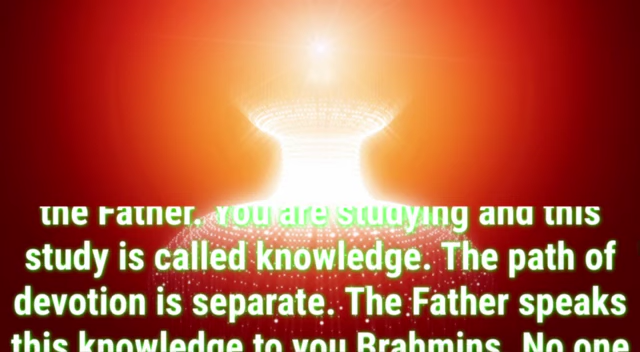 the Father. You are studying and this
study is called knowledge. The path of
devotion is separate. The Father speaks
this knowledge to you Brahmins. No one